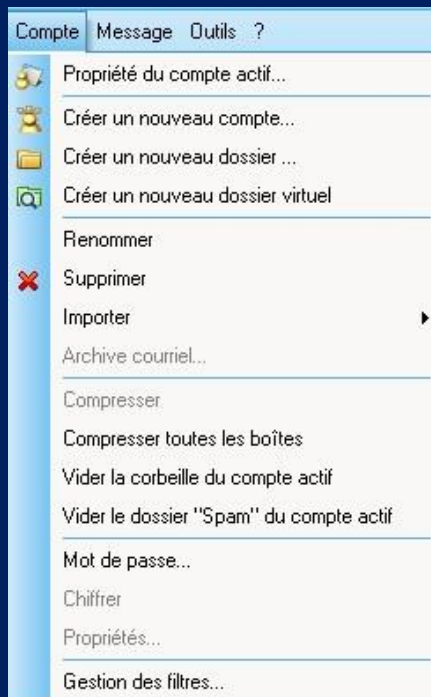 Compte Message Outils ?
Propriété du compte actif...
Créer un nouveau compte...
Créer un nouveau dossier ...
Créer un nouveau dossier virtuel
Renommer
Supprimer
Importer
Archive courriel...
Compresser
Compresser toutes les boîtes
Vider la corbeille du compte actif
Vider le dossier "Spam" du compte actif
Mot de passe...
Chiffrer
Propriétés...
Gestion des filtres...